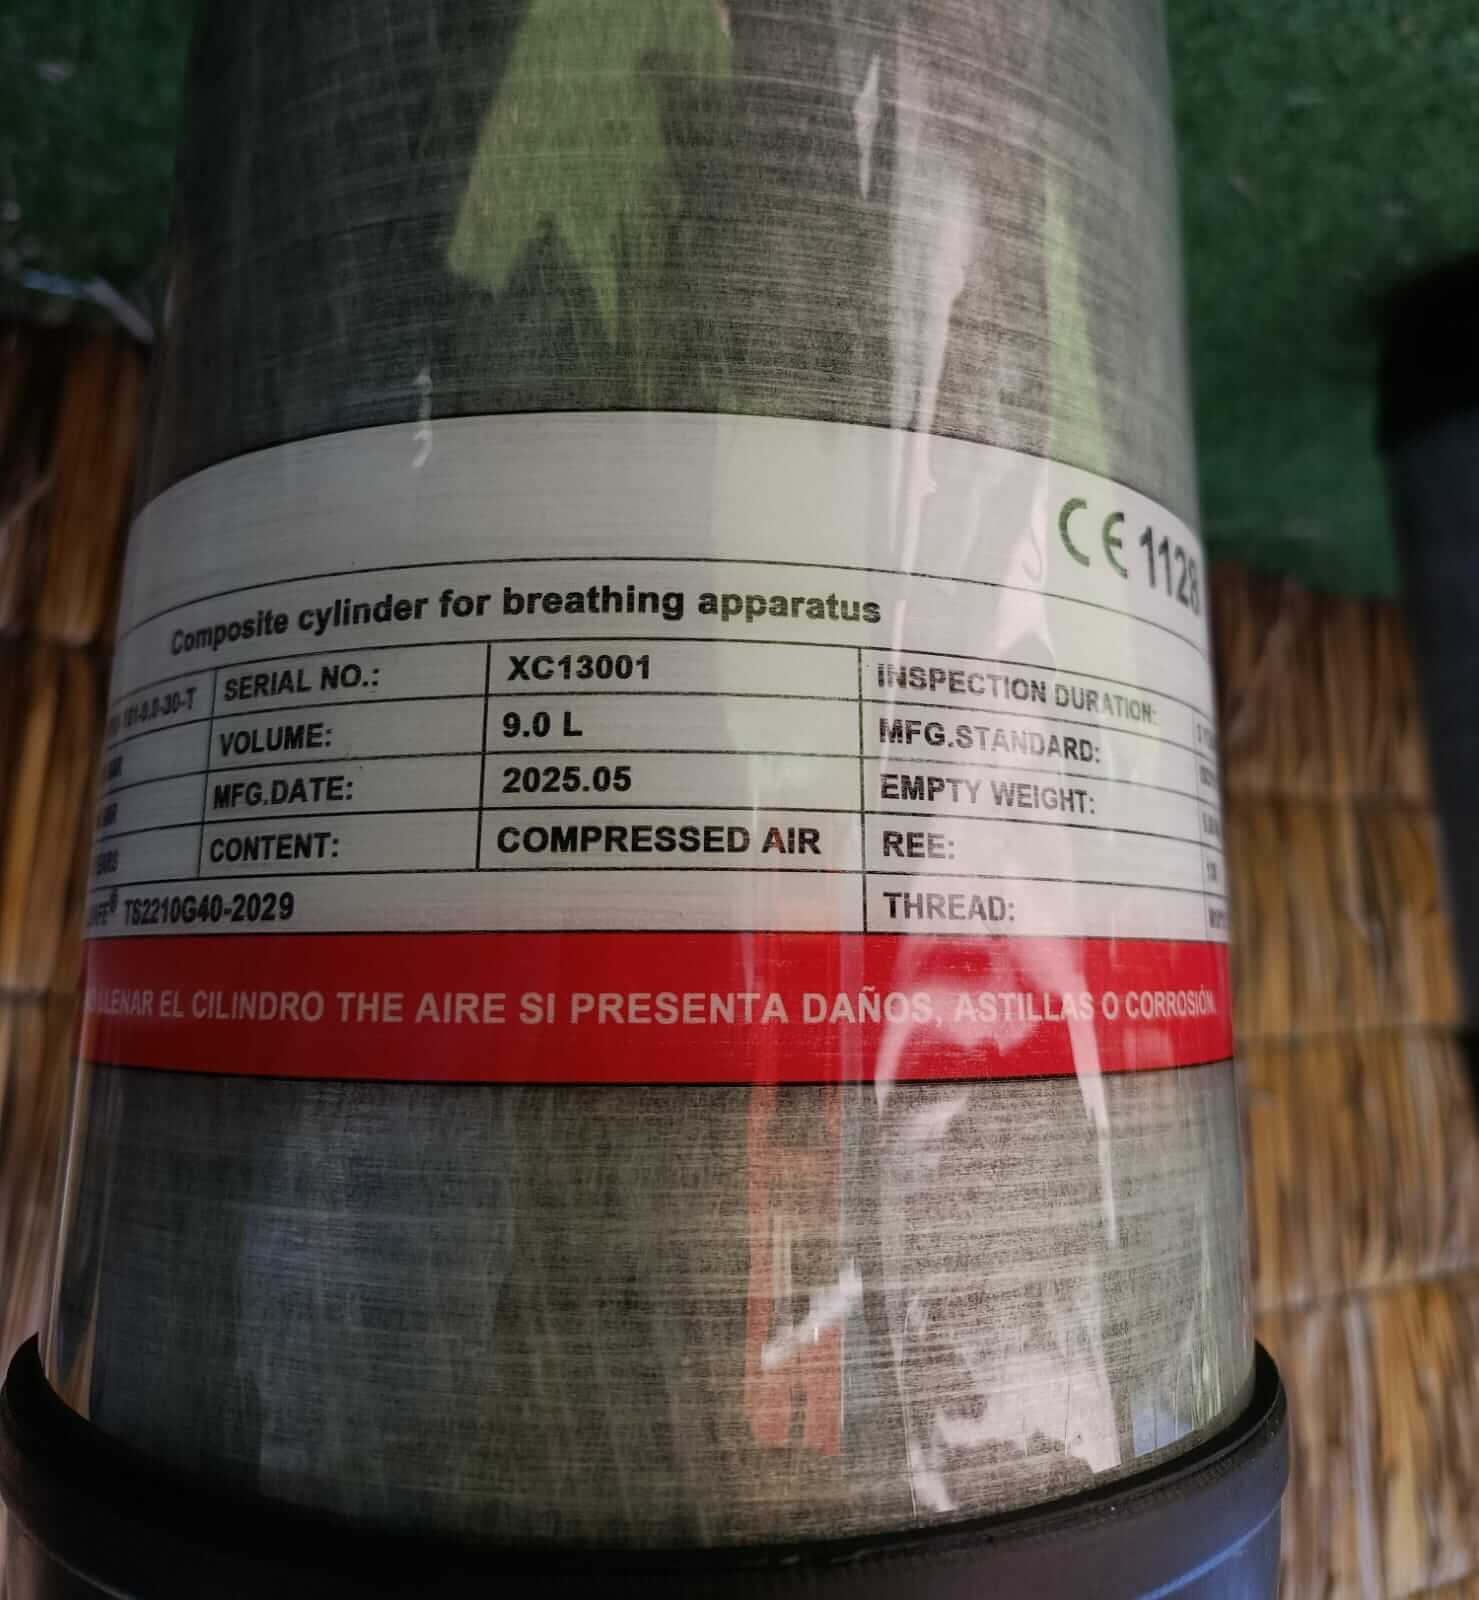 CE 1128
Composite cylinder for breathing apparatus
SERIAL NO.: XC13001 INSPECTION DURATION:
VOLUME: 9.0 L MFG.STANDARD:
MFG.DATE: 2025.05 EMPTY WEIGHT:
CONTENT: COMPRESSED AIR REE:
TS2210G40-2029 THREAD:
LLENAR EL CILINDRO THE AIRE SI PRESENTA DAÑOS, ASTILLAS O CORROSIÓN.